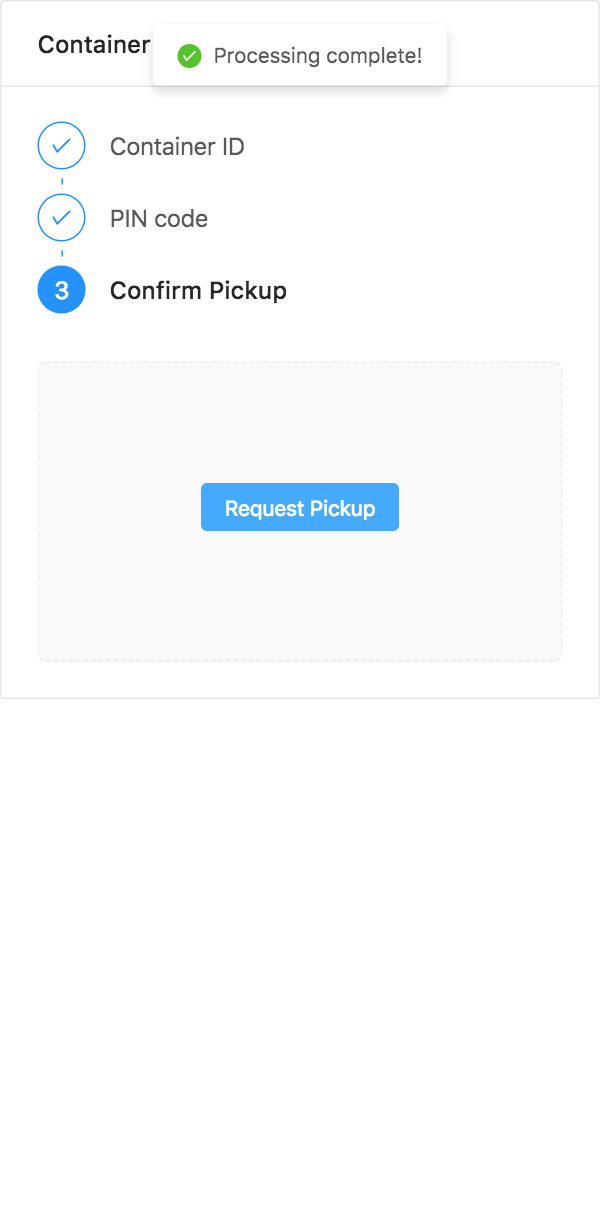 Container
Processing complete!
Container ID
PIN code
3
Confirm Pickup
Request Pickup